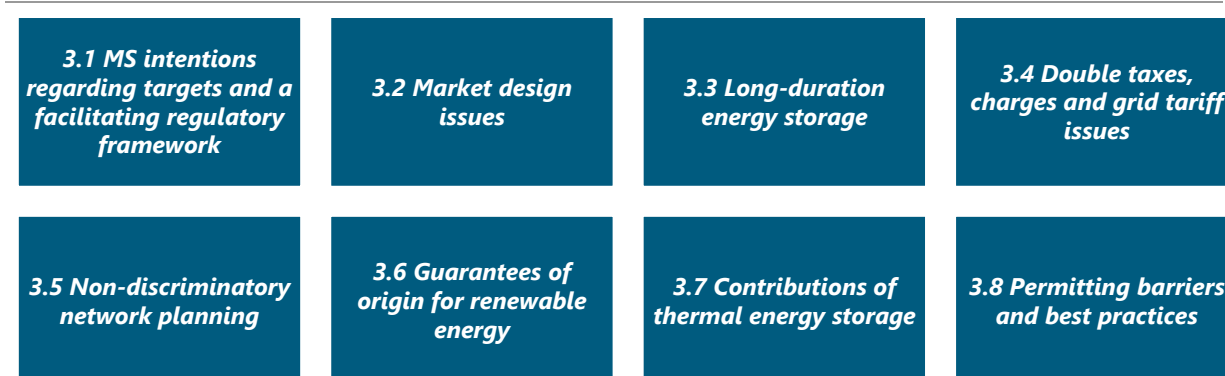 3.1 MS intentions
regarding targets and a
facilitating regulatory
framework
3.2 Market design
issues
3.3 Long-duration
energy storage
3.4 Double taxes,
charges and grid tariff
issues
3.5 Non-discriminatory
network planning
3.6 Guarantees of
origin for renewable
energy
3.7 Contributions of
thermal energy storage
3.8 Permitting barriers
and best practices